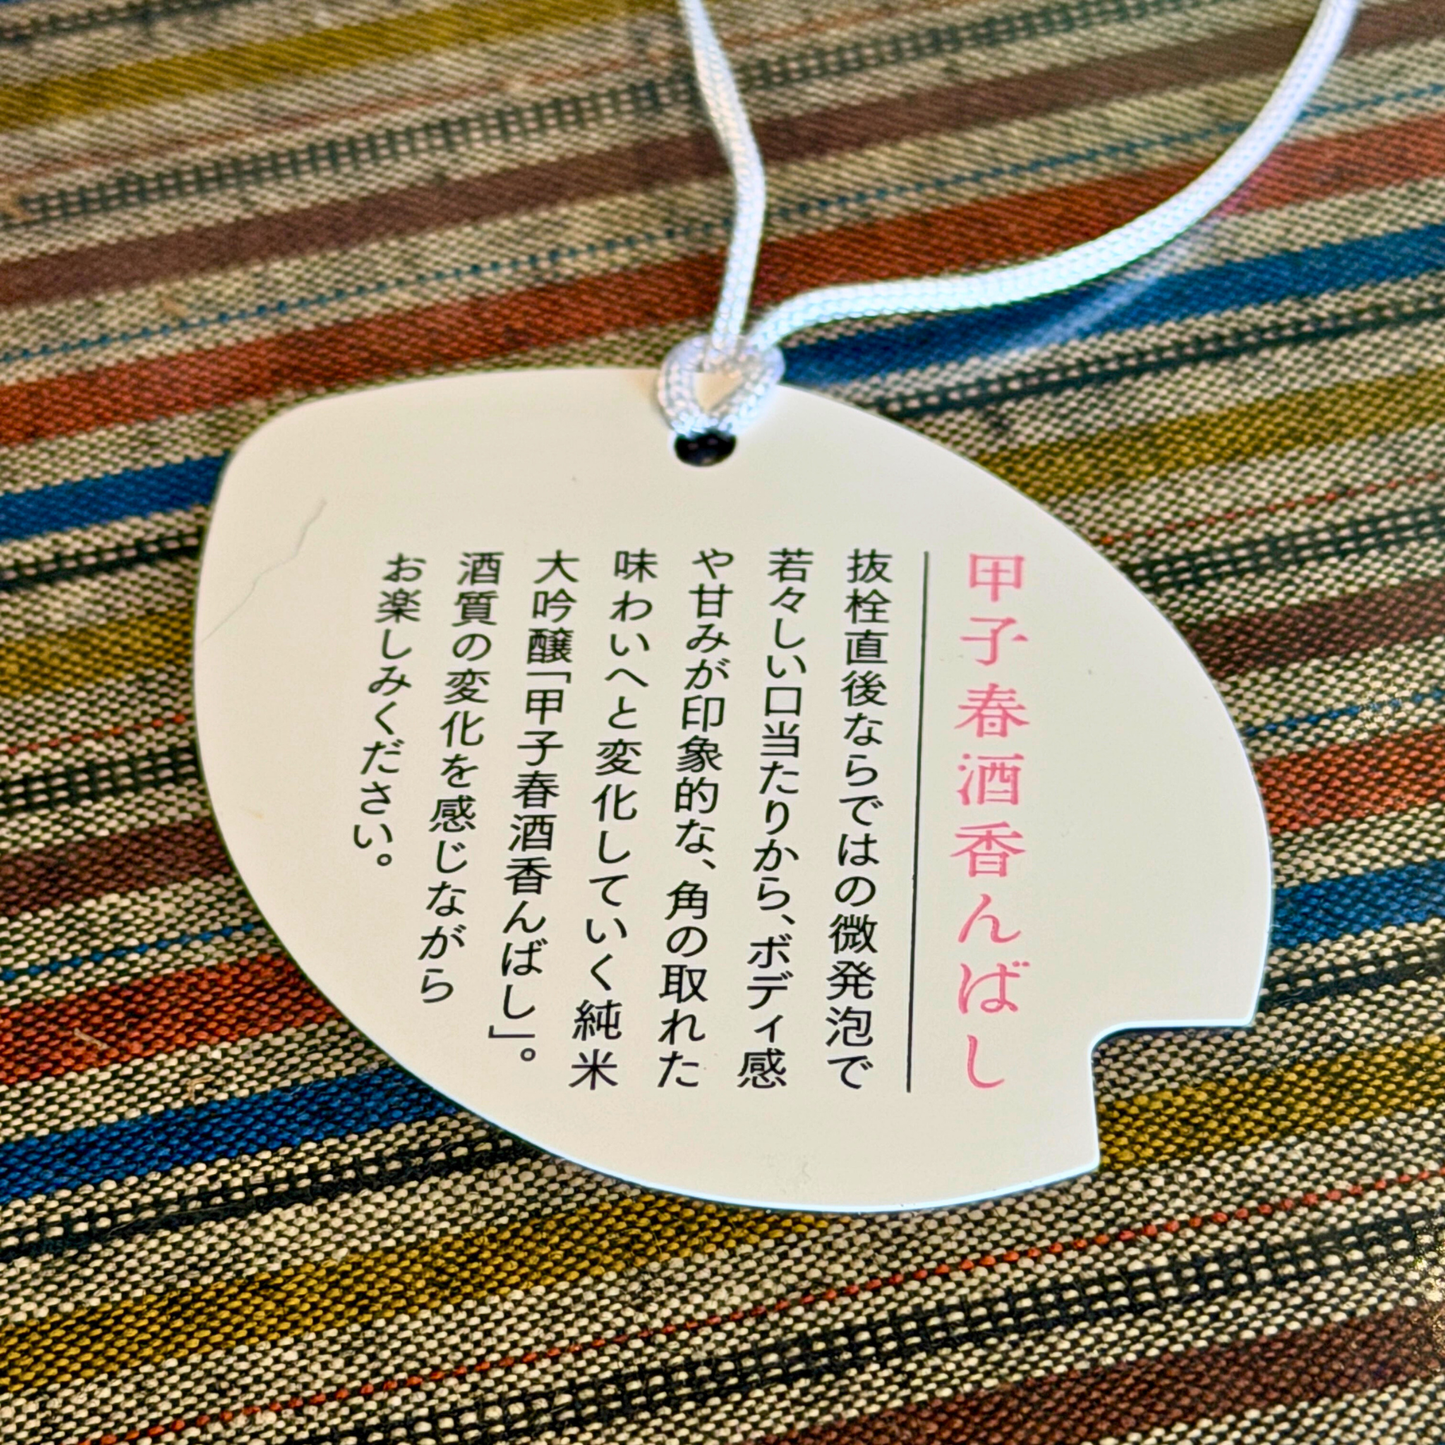 甲子春酒香んばし
抜栓直後ならではの微発泡で
若々しい口当たりから、ボディ感
や甘みが印象的な、角の取れた
味わいへと変化していく純米
大吟醸「甲子春酒香んばし」。
酒質の変化を感じながら
お楽しみください。